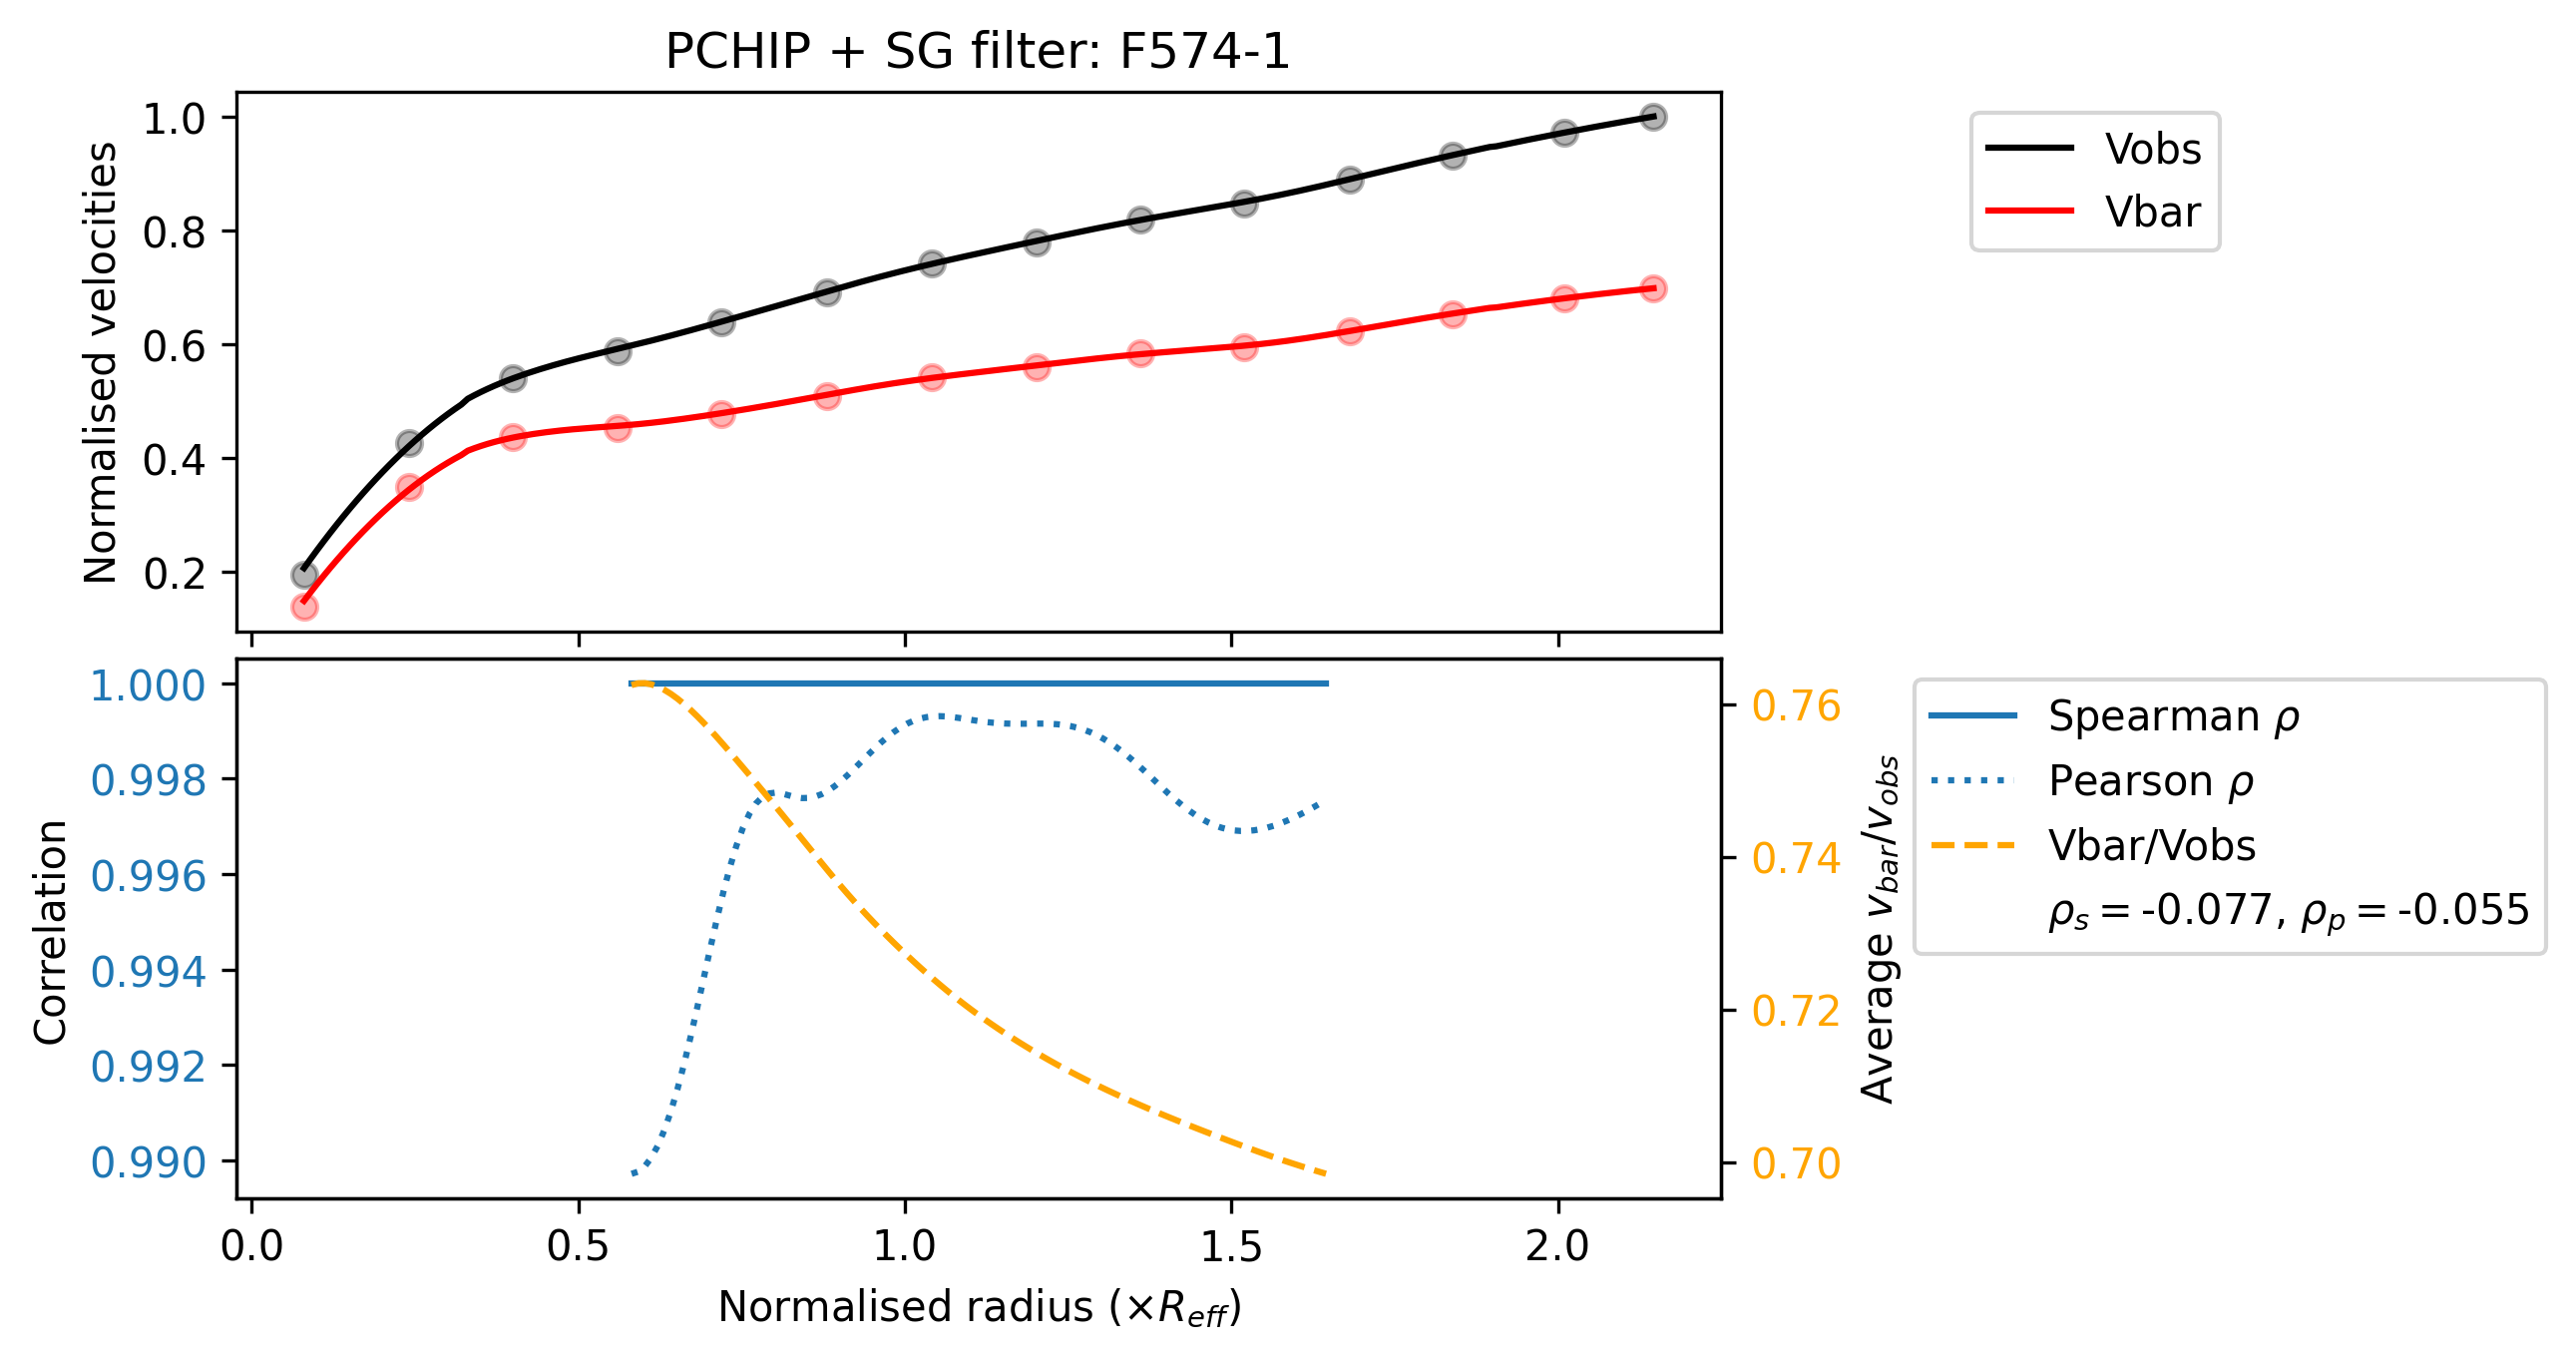 PCHIP + SG filter: F574-1
Normalised velocities
1.0
0.8
0.6
0.4
0.2
Vobs
Vbar
Correlation
1.000
0.998
0.996
0.994
0.992
0.990
0.76
0.74
0.72
0.70
Average v_bar/v_obs
Spearman ρ
Pearson ρ
Vbar/Vobs
ρ_s = -0.077, ρ_p = -0.055
0.0 0.5 1.0 1.5 2.0
Normalised radius (×R_eff)